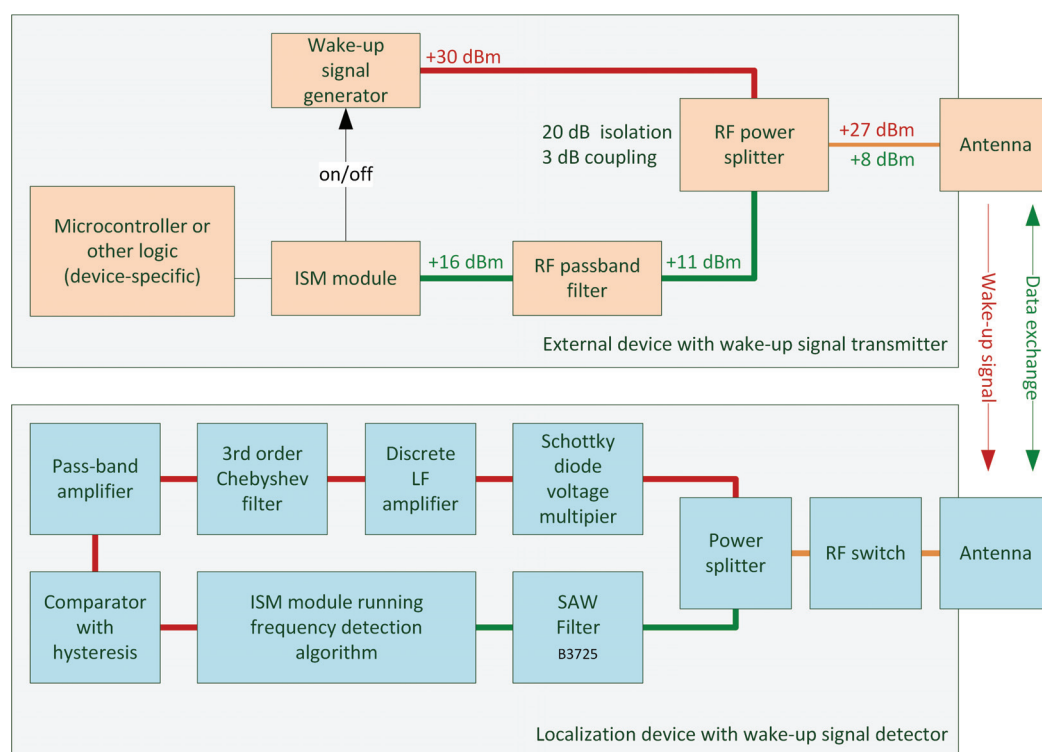 Wake-up
signal
generator
+30 dBm
20 dB  isolation
3 dB coupling
RF power
splitter
+27 dBm
+8 dBm
Antenna
on/off
Microcontroller or
other logic
(device-specific)
ISM module
+16 dBm
RF passband
filter
+11 dBm
External device with wake-up signal transmitter
Wake-up signal
Data exchange
Pass-band
amplifier
3rd order
Chebyshev
filter
Discrete
LF
amplifier
Schottky
diode
voltage
multipier
Power
splitter
RF switch
Antenna
Comparator
with
hysteresis
ISM module running
frequency detection
algorithm
SAW
Filter
B3725
Localization device with wake-up signal detector